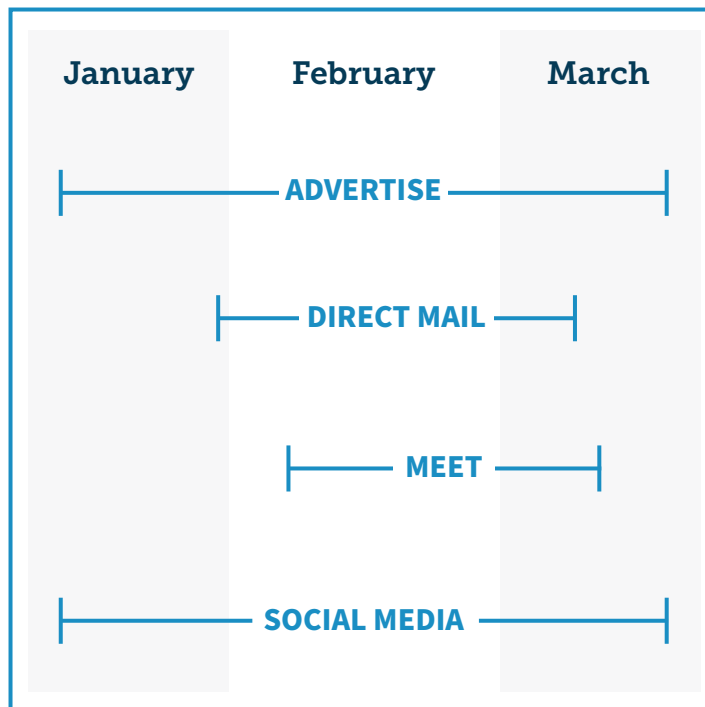 January February March
ADVERTISE
DIRECT MAIL
MEET
SOCIAL MEDIA